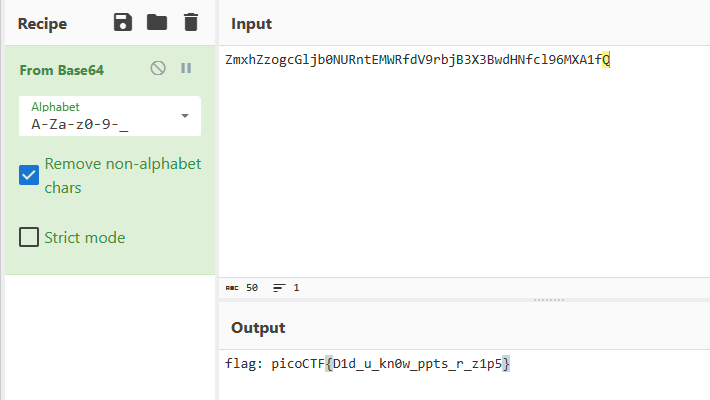 Recipe
From Base64
Alphabet
A-Za-z0-9-_
Remove non-alphabet
chars
Strict mode
Input
ZmxhZzogcGljb0NURntEMWRfdV9rbjB3X3BwdHNfcl96MXA1fQ
ABC 50 1
Output
flag: picoCTF{D1d_u_kn0w_ppts_r_z1p5}